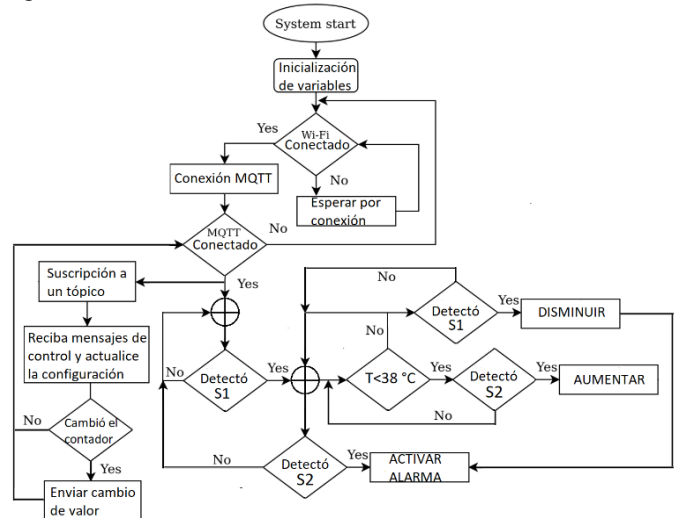 System start
Inicialización
de variables
Yes
Wi-Fi
Conectado
No
Conexión MQTT
Esperar por
conexión
MQTT
Conectado
No
Yes
Suscripción a
un tópico
Reciba mensajes de
control y actualice
la configuración
No
Cambió el
contador
Yes
Enviar cambio
de valor
No
Detectó
S1
Yes
No
Detectó
S1
Yes
DISMINUIR
No
T<38 °C
Yes
Detectó
S2
Yes
AUMENTAR
No
No
Detectó
S2
Yes
ACTIVAR
ALARMA